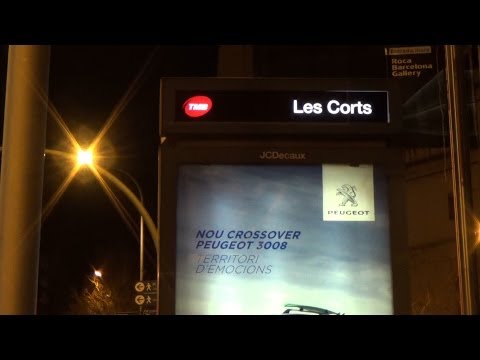 Roca
Barcelona
Gallery
TMB
Les Corts
JCDecaux
PEUGEOT
NOU CROSSOVER
PEUGEOT 3008
TERRITORI
D'EMOCIONS